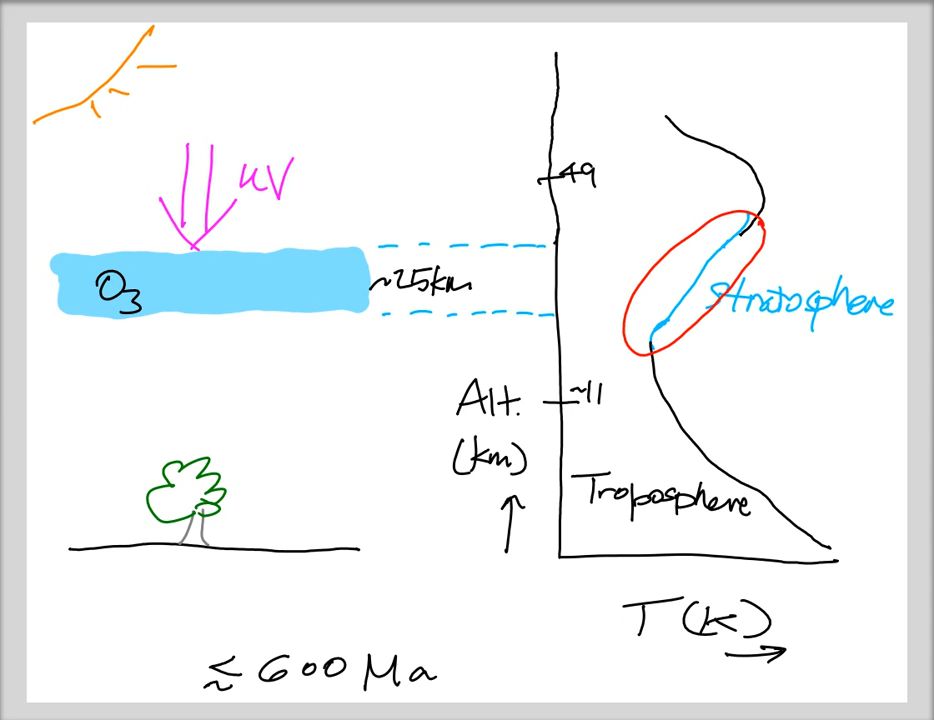 UV
49
O3
~25km
Stratosphere
Alt.
(km)
~11
Troposphere
T(K)
≲ 600 Ma